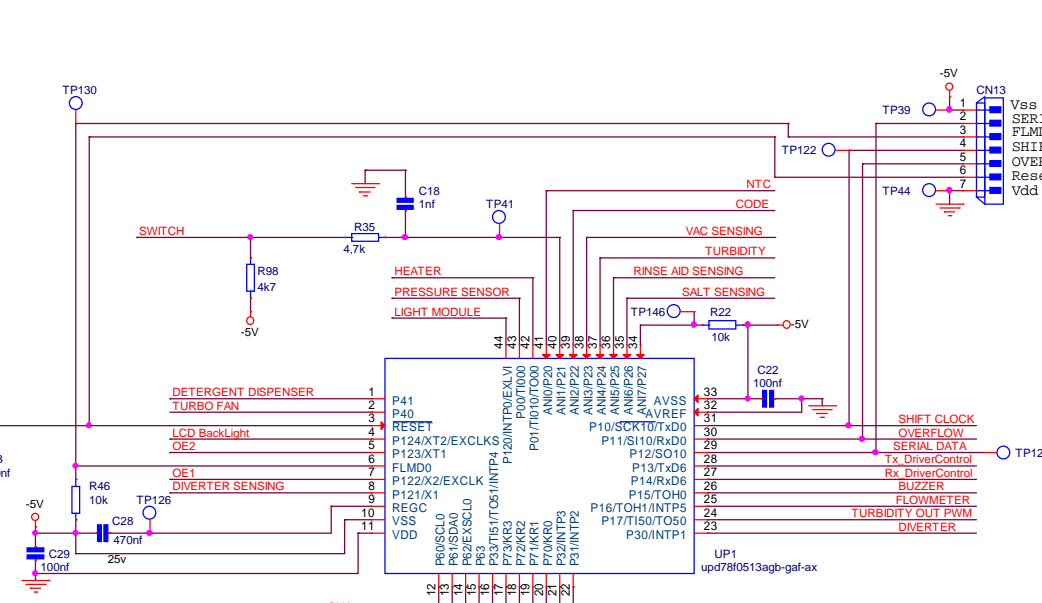 -5V
TP130
CN13
TP39
1
Vss
2
SERI
3
FLMD
TP122
4
SHIF
5
OVER
6
Rese
TP44
7
Vdd
NTC
C18
1nf
TP41
CODE
SWITCH
R35
4,7k
VAC SENSING
TURBIDITY
R98
4k7
HEATER
RINSE AID SENSING
PRESSURE SENSOR
SALT SENSING
LIGHT MODULE
TP146
R22
10k
-5V
-5V
44
43
42
41
40
39
38
37
36
35
34
P120/INTP0/EXLVI
P00/TI000
P01/TI010/TO00
ANI0/P20
ANI1/P21
ANI2/P22
ANI3/P23
ANI4/P24
ANI5/P25
ANI6/P26
ANI7/P27
C22
100nf
DETERGENT DISPENSER
1
P41
TURBO FAN
2
P40
3
RESET
LCD BackLight
4
P124/XT2/EXCLKS
OE2
5
P123/XT1
6
FLMD0
OE1
7
P122/X2/EXCLK
DIVERTER SENSING
8
P121/X1
9
REGC
10
VSS
11
VDD
AVSS
33
AVREF
32
P10/SCK10/TxD0
31
SHIFT CLOCK
P11/SI10/RxD0
30
OVERFLOW
P12/SO10
29
SERIAL DATA
TP12
P13/TxD6
28
Tx_DriverControl
P14/RxD6
27
Rx_DriverControl
P15/TOH0
26
BUZZER
P16/TOH1/INTP5
25
FLOWMETER
P17/TI50/TO50
24
TURBIDITY OUT PWM
P30/INTP1
23
DIVERTER
nf
R46
10k
TP126
-5V
C28
470nf
25v
C29
100nf
P60/SCL0
P61/SDA0
P62/EXSCL0
P63
P33/TI51/TO51/INTP4
P73/KR3
P72/KR2
P71/KR1
P70/KR0
P32/INTP3
P31/INTP2
UP1
upd78f0513agb-gaf-ax
12
13
14
15
16
17
18
19
20
21
22